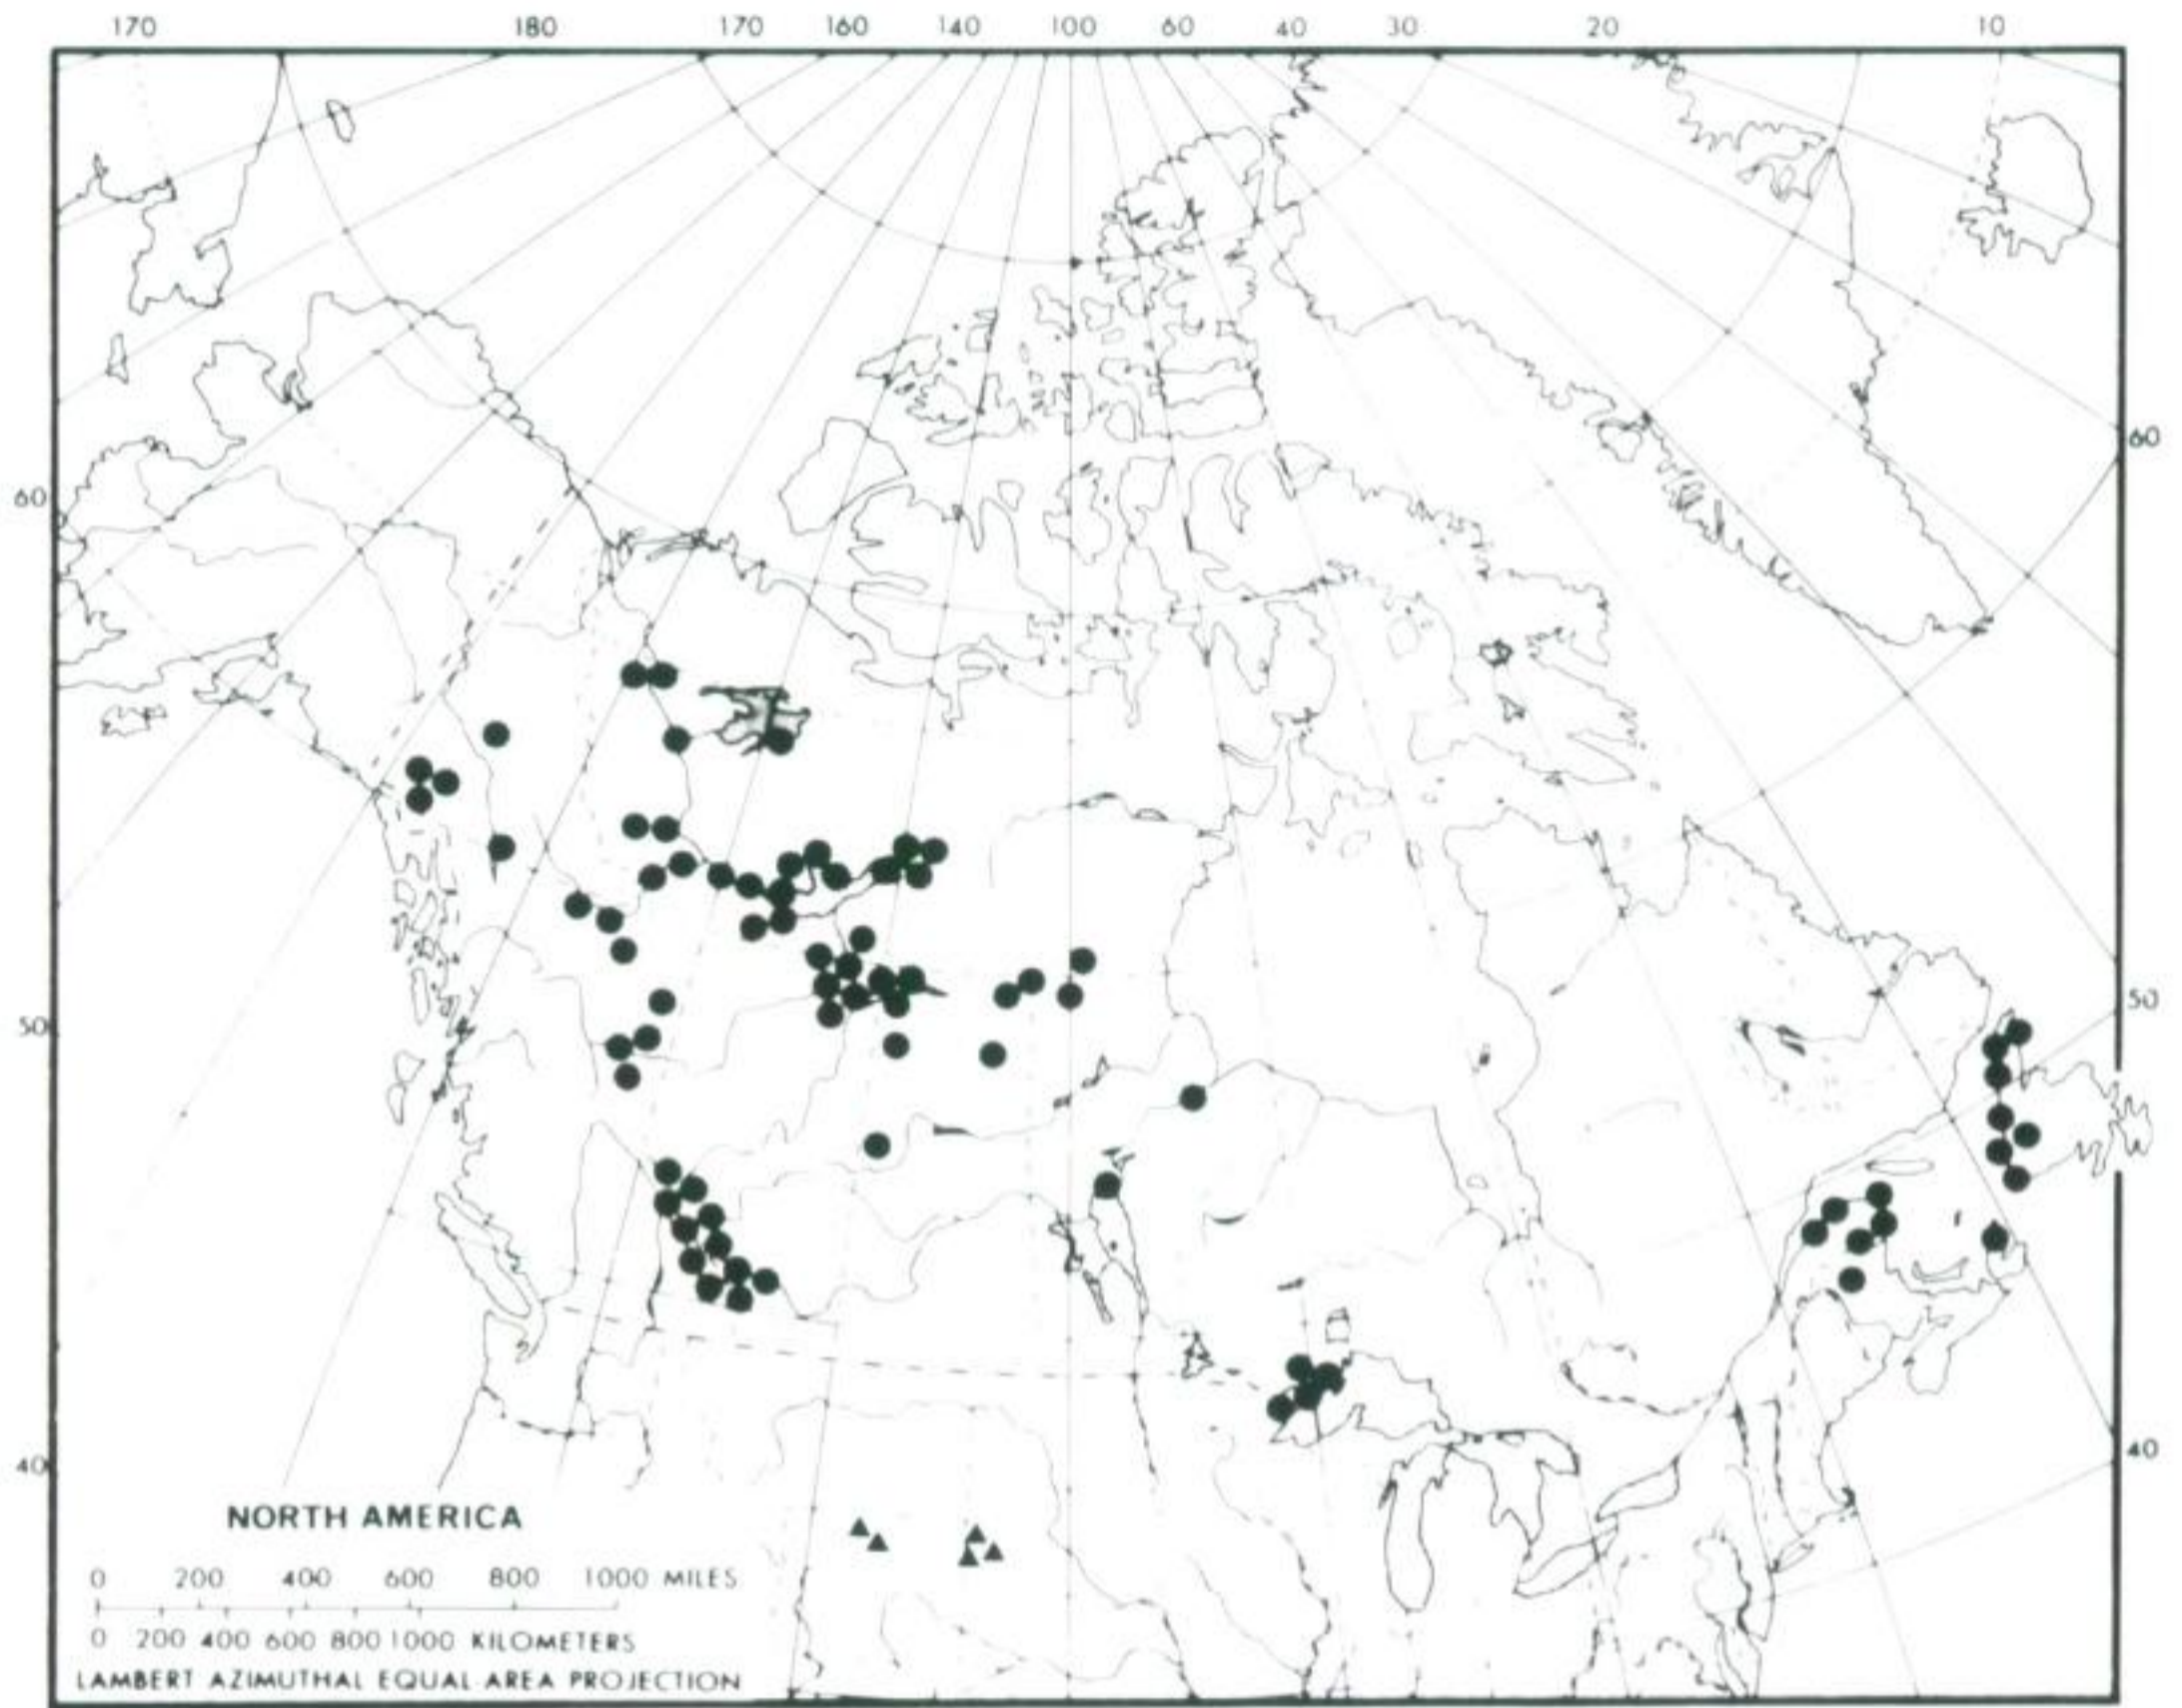 170 180 170 160 140 100 60 40 30 20 10
60
60
50
50
40
40
NORTH AMERICA
0 200 400 600 800 1000 MILES
0 200 400 600 800 1000 KILOMETERS
LAMBERT AZIMUTHAL EQUAL AREA PROJECTION